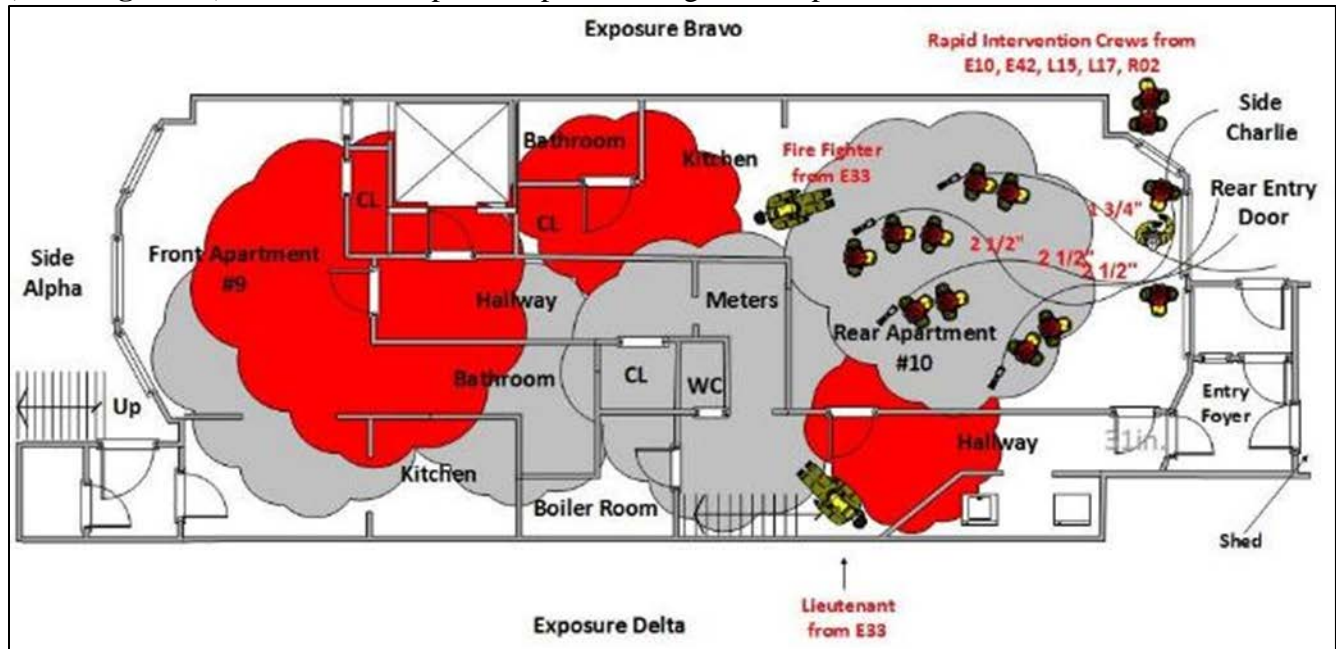 Exposure Bravo
Rapid Intervention Crews from
E10, E42, L15, L17, R02
Side
Charlie
Rear Entry
Door
Bathroom
Kitchen
Fire Fighter
from E33
CL
CL
1 3/4"
2 1/2"
2 1/2"
2 1/2"
Side
Alpha
Front Apartment
#9
Hallway
Meters
Rear Apartment
#10
Bathroom
CL
WC
Up
Entry
Foyer
Hallway
31in.
Kitchen
Boiler Room
Shed
Lieutenant
from E33
Exposure Delta